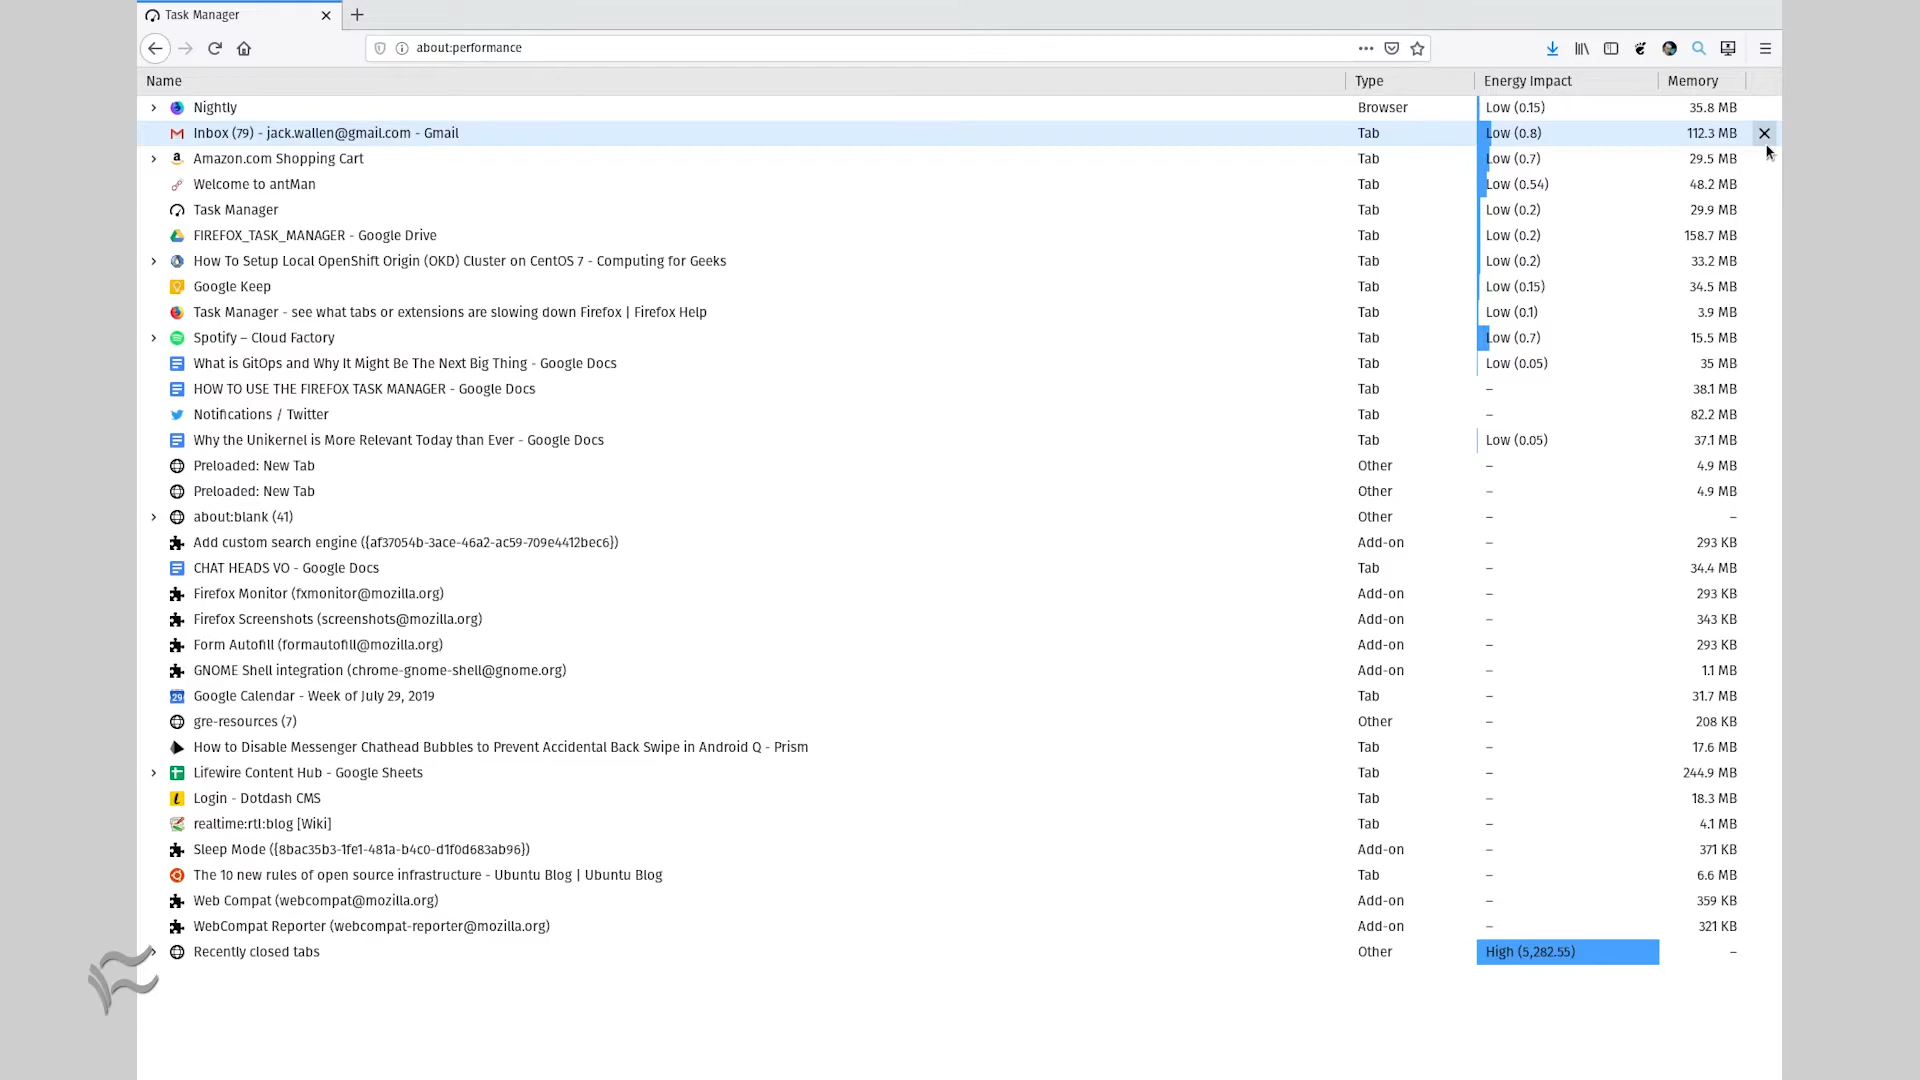 Task Manager
about:performance
Name Type Energy Impact Memory
Nightly Browser Low (0.15) 35.8 MB
Inbox (79) - jack.wallen@gmail.com - Gmail Tab Low (0.8) 112.3 MB
Amazon.com Shopping Cart Tab Low (0.7) 29.5 MB
Welcome to antMan Tab Low (0.54) 48.2 MB
Task Manager Tab Low (0.2) 29.9 MB
FIREFOX_TASK_MANAGER - Google Drive Tab Low (0.2) 158.7 MB
How To Setup Local OpenShift Origin (OKD) Cluster on CentOS 7 - Computing for Geeks Tab Low (0.2) 33.2 MB
Google Keep Tab Low (0.15) 34.5 MB
Task Manager - see what tabs or extensions are slowing down Firefox | Firefox Help Tab Low (0.1) 3.9 MB
Spotify – Cloud Factory Tab Low (0.7) 15.5 MB
What is GitOps and Why It Might Be The Next Big Thing - Google Docs Tab Low (0.05) 35 MB
HOW TO USE THE FIREFOX TASK MANAGER - Google Docs Tab – 38.1 MB
Notifications / Twitter Tab – 82.2 MB
Why the Unikernel is More Relevant Today than Ever - Google Docs Tab Low (0.05) 37.1 MB
Preloaded: New Tab Other – 4.9 MB
Preloaded: New Tab Other – 4.9 MB
about:blank (41) Other – –
Add custom search engine ({af37054b-3ace-46a2-ac59-709e4412bec6}) Add-on – 293 KB
CHAT HEADS VO - Google Docs Tab – 34.4 MB
Firefox Monitor (fxmonitor@mozilla.org) Add-on – 293 KB
Firefox Screenshots (screenshots@mozilla.org) Add-on – 343 KB
Form Autofill (formautofill@mozilla.org) Add-on – 293 KB
GNOME Shell integration (chrome-gnome-shell@gnome.org) Add-on – 1.1 MB
29 Google Calendar - Week of July 29, 2019 Tab – 31.7 MB
gre-resources (7) Other – 208 KB
How to Disable Messenger Chathead Bubbles to Prevent Accidental Back Swipe in Android Q - Prism Tab – 17.6 MB
Lifewire Content Hub - Google Sheets Tab – 244.9 MB
Login - Dotdash CMS Tab – 18.3 MB
realtime:rtl:blog [Wiki] Tab – 4.1 MB
Sleep Mode ({8bac35b3-1fe1-481a-b4c0-d1f0d683ab96}) Add-on – 371 KB
The 10 new rules of open source infrastructure - Ubuntu Blog | Ubuntu Blog Tab – 6.6 MB
Web Compat (webcompat@mozilla.org) Add-on – 359 KB
WebCompat Reporter (webcompat-reporter@mozilla.org) Add-on – 321 KB
Recently closed tabs Other High (5,282.55) –